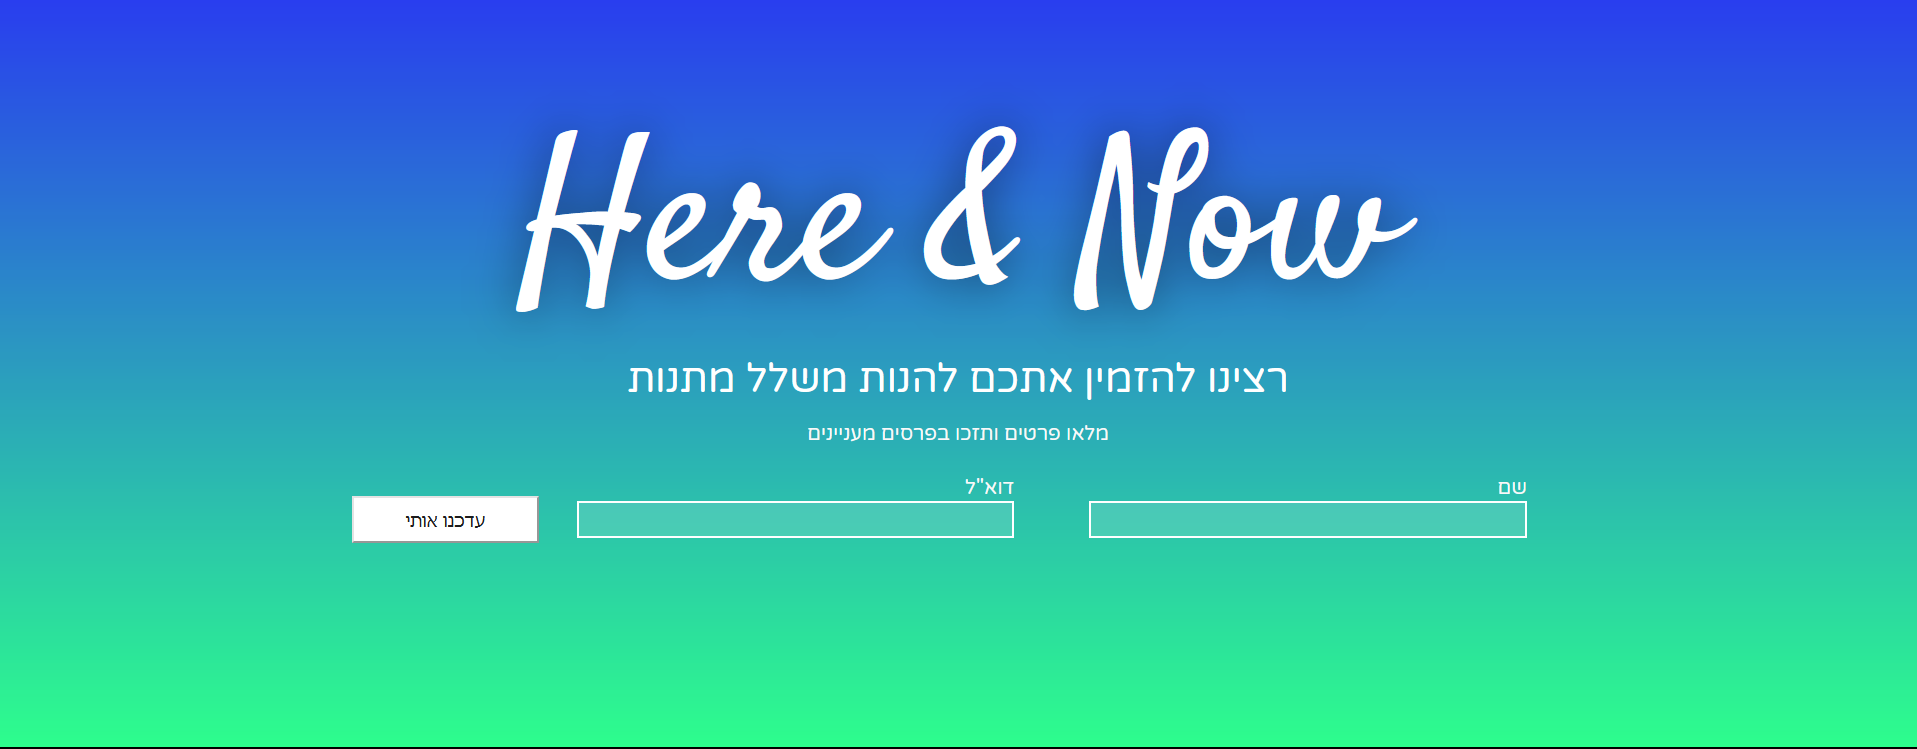 Here & Now
רצינו להזמין אתכם להנות משלל מתנות
מלאו פרטים ותזכו בפרסים מעניינים
שם
דוא"ל
עדכנו אותי